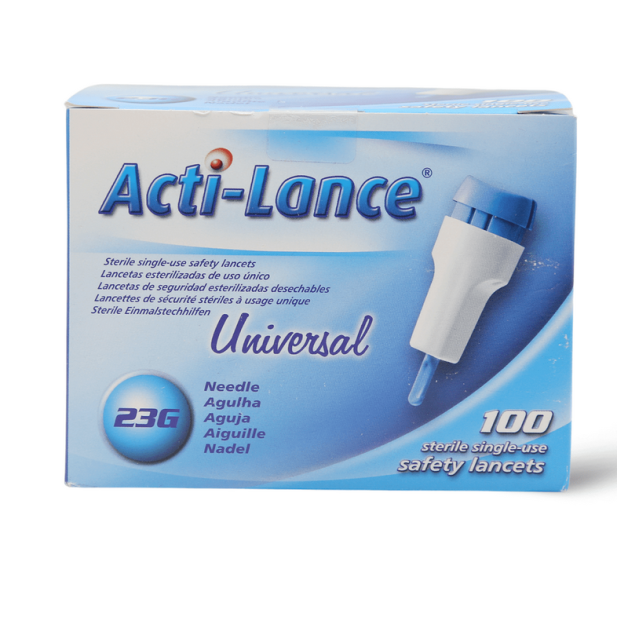 Acti-Lance®
Sterile single-use safety lancets
Lancetas esterilizadas de uso único
Lancetas de seguridad esterilizadas desechables
Lancettes de sécurité stériles à usage unique
Sterile Einmalstechhilfen
Universal
23G
Needle
Agulha
Aguja
Aiguille
Nadel
100
sterile single-use
safety lancets